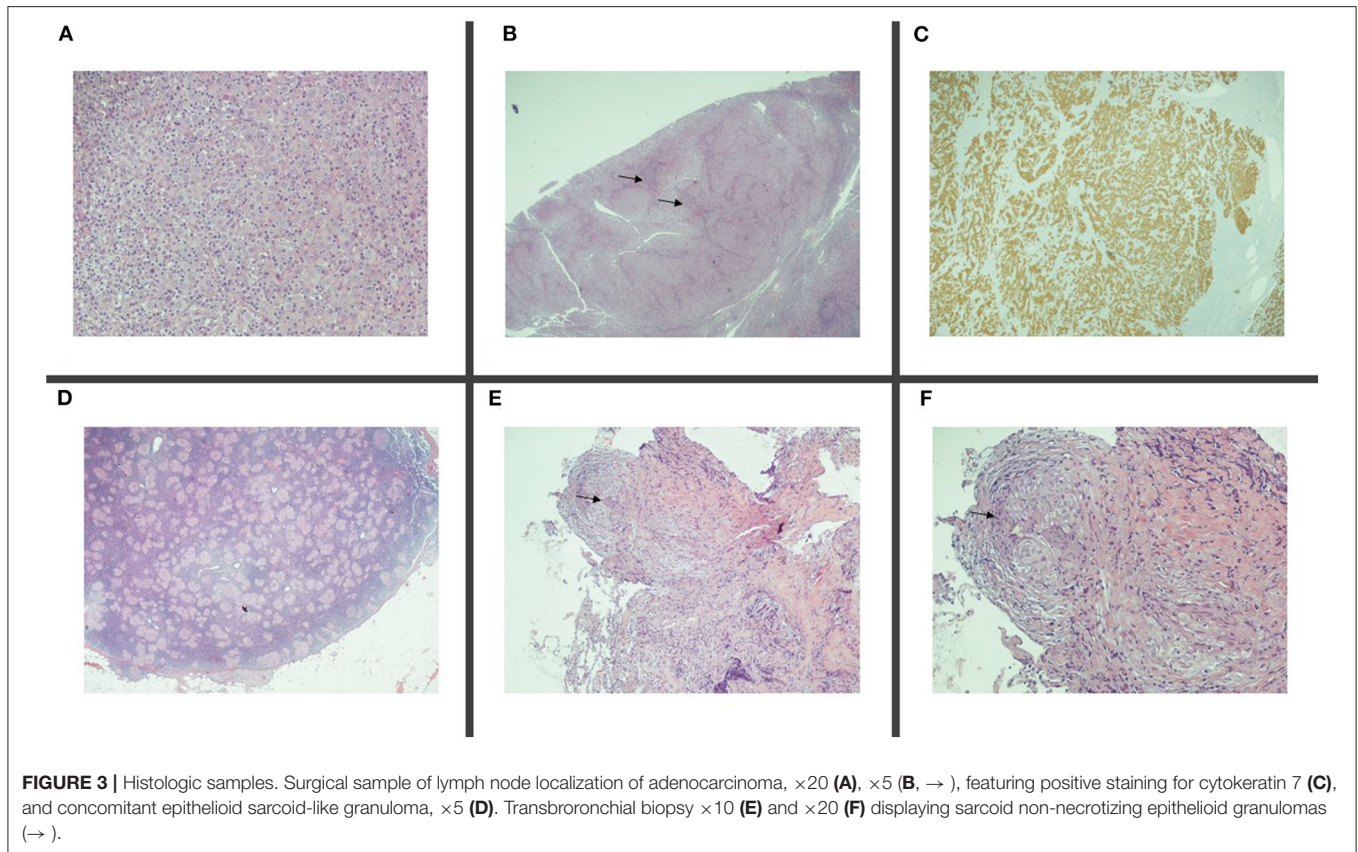 A
B
C
D
E
F
FIGURE 3 | Histologic samples. Surgical sample of lymph node localization of adenocarcinoma, ×20 (A), ×5 (B, → ), featuring positive staining for cytokeratin 7 (C),
and concomitant epithelioid sarcoid-like granuloma, ×5 (D). Transbroronchial biopsy ×10 (E) and ×20 (F) displaying sarcoid non-necrotizing epithelioid granulomas
(→ ).